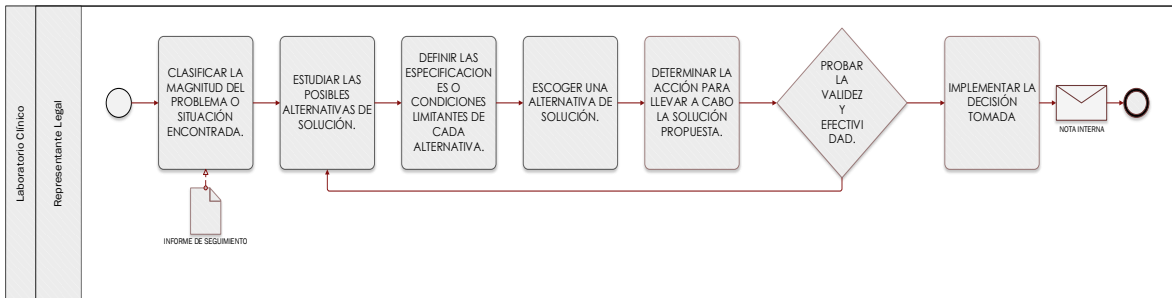 Laboratorio Clínico
Representante Legal
CLASIFICAR LA
MAGNITUD DEL
PROBLEMA O
SITUACIÓN
ENCONTRADA.
ESTUDIAR LAS
POSIBLES
ALTERNATIVAS DE
SOLUCIÓN.
DEFINIR LAS
ESPECIFICACION
ES O
CONDICIONES
LIMITANTES DE
CADA
ALTERNATIVA.
ESCOGER UNA
ALTERNATIVA DE
SOLUCIÓN.
DETERMINAR LA
ACCIÓN PARA
LLEVAR A CABO
LA SOLUCIÓN
PROPUESTA.
PROBAR
LA
VALIDEZ
Y
EFECTIVI
DAD.
IMPLEMENTAR LA
DECISIÓN
TOMADA
NOTA INTERNA
INFORME DE SEGUIMIENTO